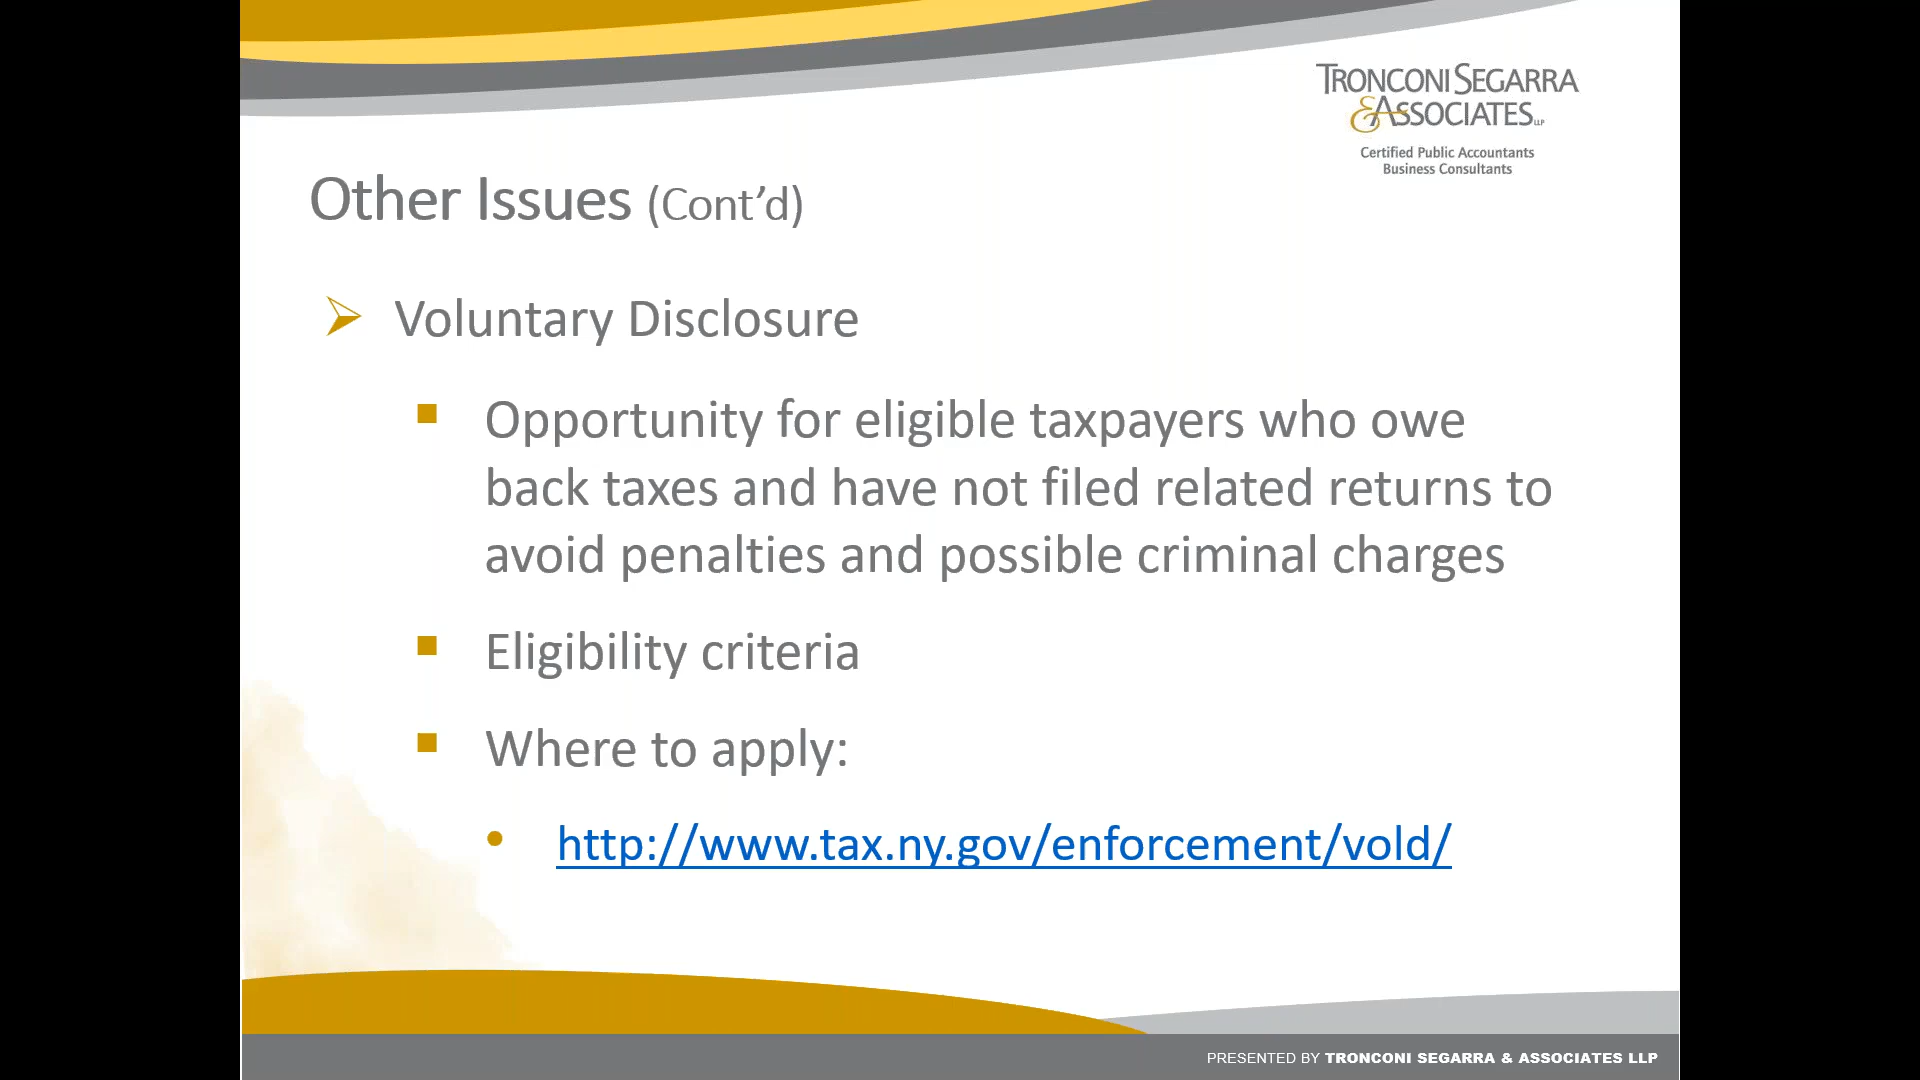 TRONCONI SEGARRA
& ASSOCIATES LLP
Certified Public Accountants
Business Consultants
Other Issues (Cont’d)
Voluntary Disclosure
Opportunity for eligible taxpayers who owe
back taxes and have not filed related returns to
avoid penalties and possible criminal charges
Eligibility criteria
Where to apply:
http://www.tax.ny.gov/enforcement/vold/
PRESENTED BY TRONCONI SEGARRA & ASSOCIATES LLP